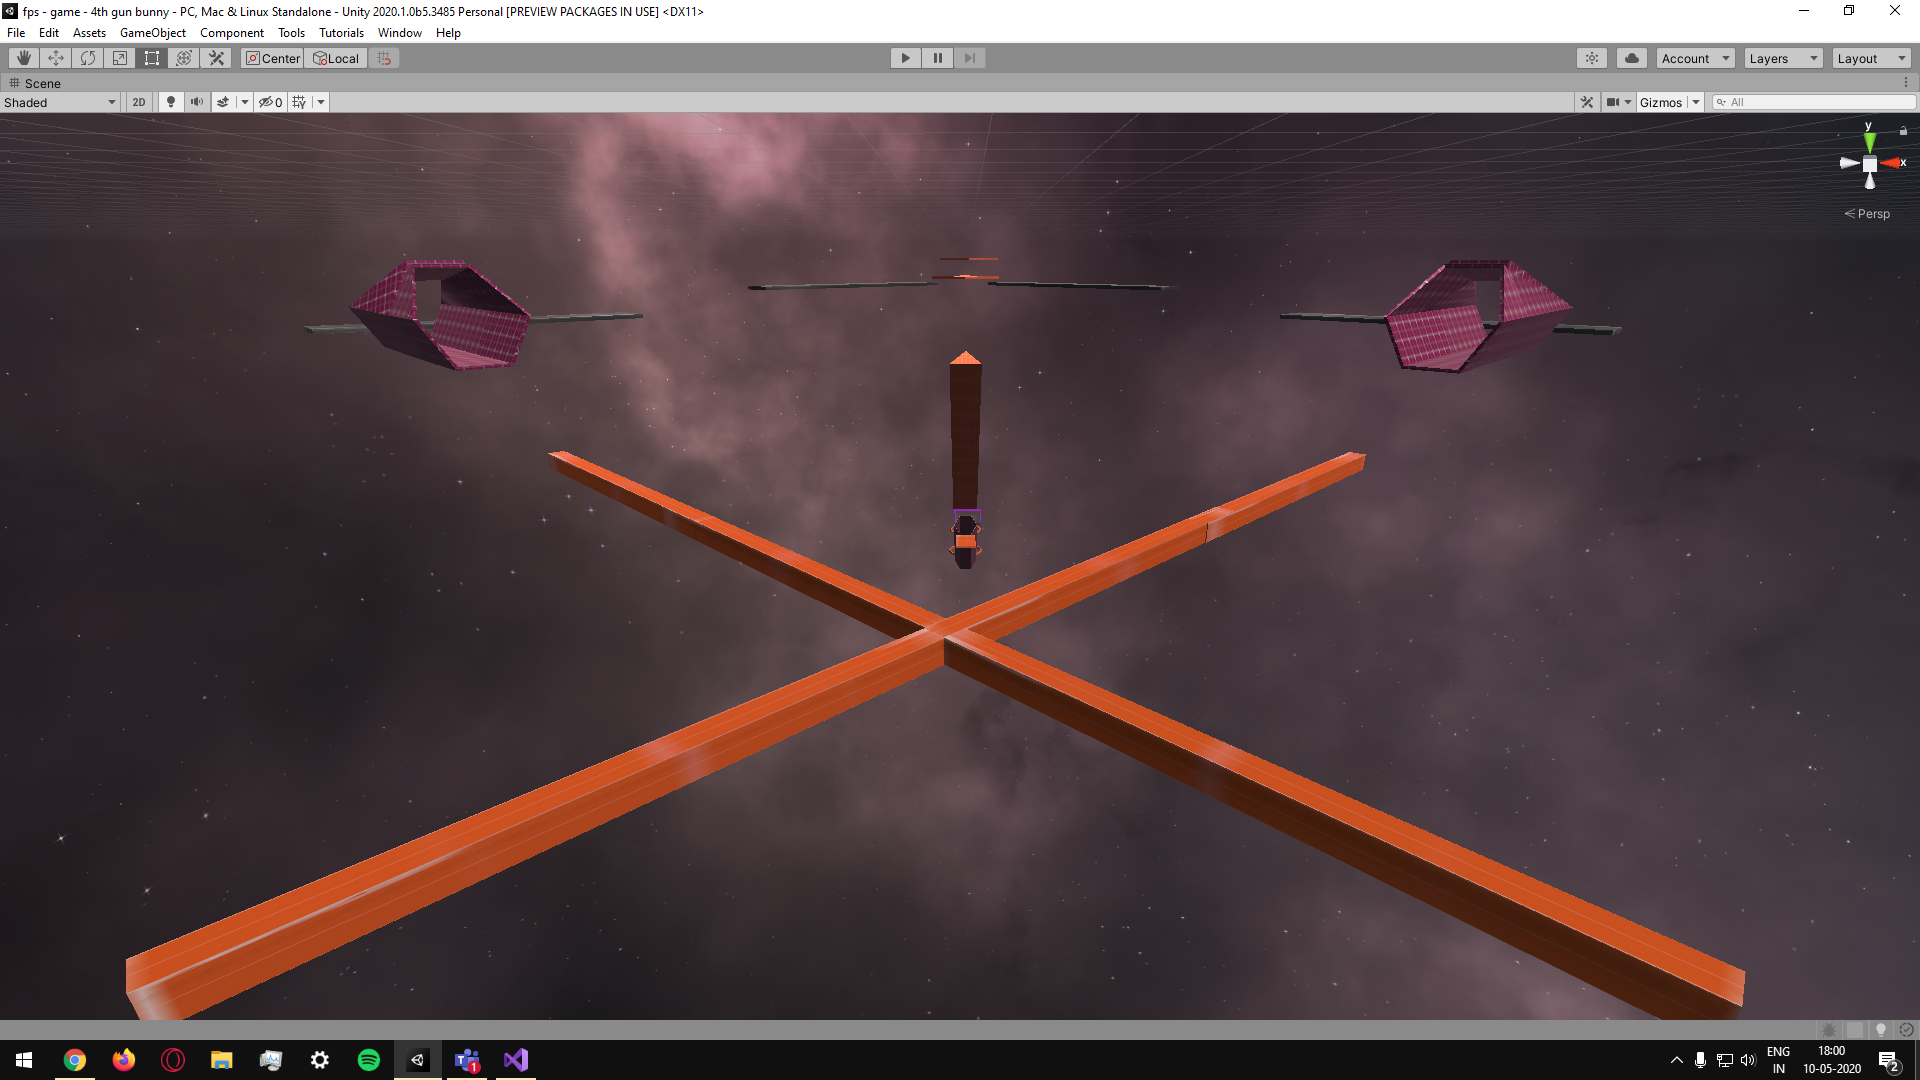 fps - game - 4th gun bunny - PC, Mac & Linux Standalone - Unity 2020.1.0b5.3485 Personal [PREVIEW PACKAGES IN USE] <DX11>
File Edit Assets GameObject Component Tools Tutorials Window Help
Center Local Account Layers Layout
Scene
Shaded 2D 0 Gizmos All
y
x
< Persp
1
ENG
IN
18:00
10-05-2020
2